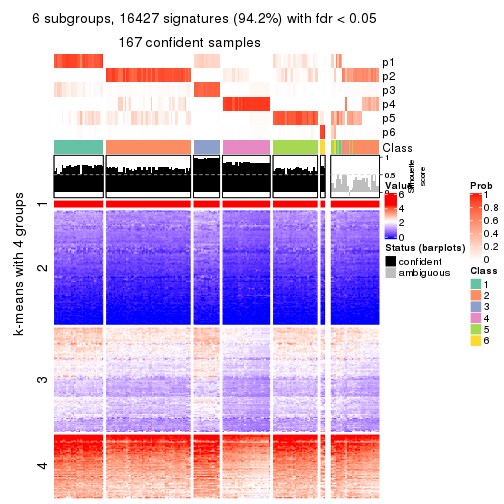 6 subgroups, 16427 signatures (94.2%) with fdr < 0.05
167 confident samples
p1
p2
p3
p4
p5
p6
Class
1
0.5
0
Silhouette
score
k-means with 4 groups
1
2
3
4
Value
6
4
2
0
Status (barplots)
confident
ambiguous
Prob
1
0.8
0.6
0.4
0.2
0
Class
1
2
3
4
5
6